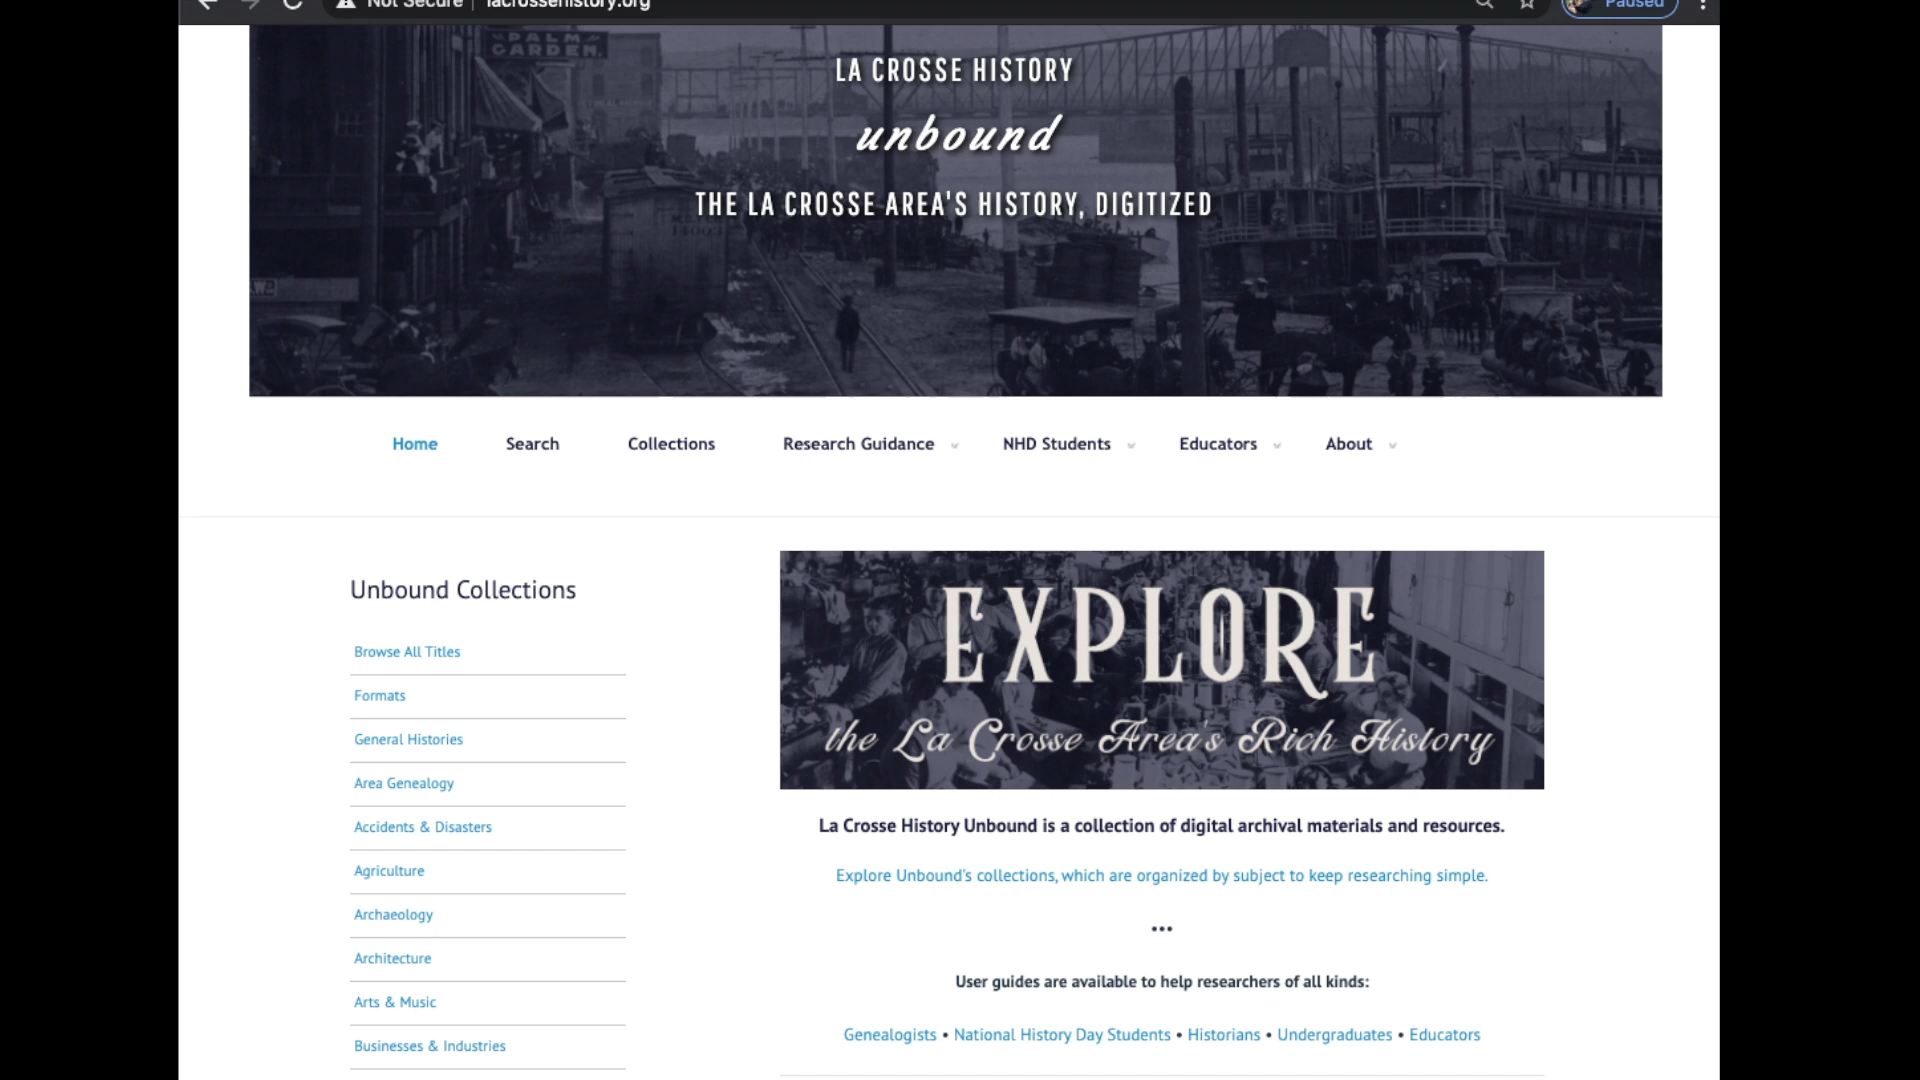 Not Secure | lacrossehistory.org
Paused
PALM
GARDEN.
LA CROSSE HISTORY
unbound
THE LA CROSSE AREA'S HISTORY, DIGITIZED
Home Search Collections Research Guidance NHD Students Educators About
Unbound Collections
Browse All Titles
Formats
General Histories
Area Genealogy
Accidents & Disasters
Agriculture
Archaeology
Architecture
Arts & Music
Businesses & Industries
EXPLORE
the La Crosse Area's Rich History
La Crosse History Unbound is a collection of digital archival materials and resources.
Explore Unbound's collections, which are organized by subject to keep researching simple.
•••
User guides are available to help researchers of all kinds:
Genealogists • National History Day Students • Historians • Undergraduates • Educators